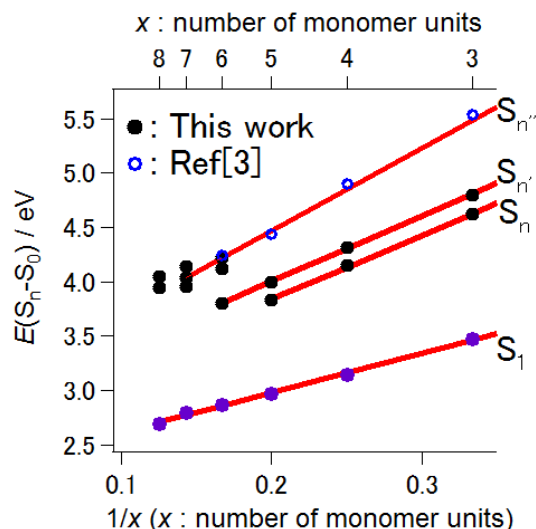 x : number of monomer units
8 7 6 5 4 3
● : This work
○ : Ref[3]
Sn''
Sn'
Sn
S1
E(Sn-S0) / eV
5.5
5.0
4.5
4.0
3.5
3.0
2.5
0.1 0.2 0.3
1/x (x : number of monomer units)